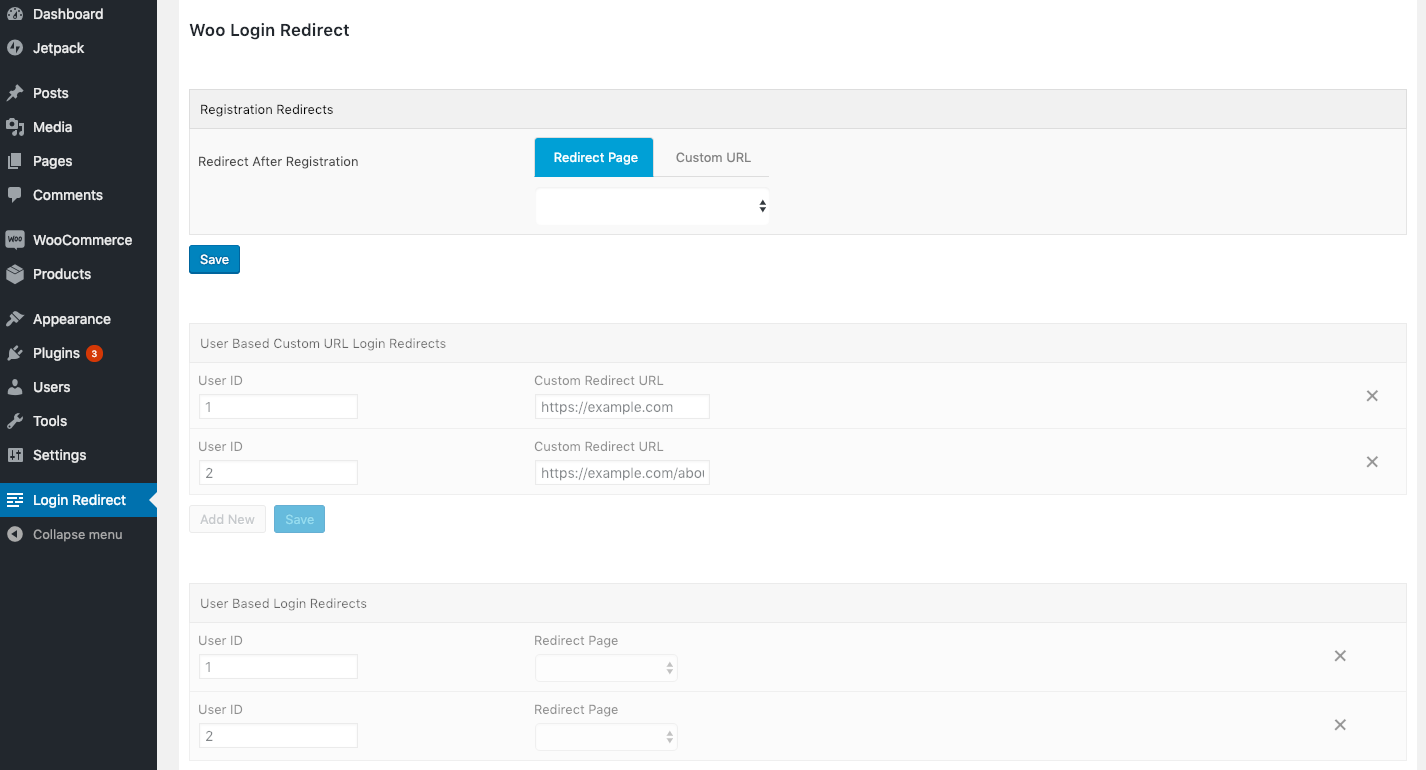 Dashboard
Jetpack
Posts
Media
Pages
Comments
WooCommerce
Products
Appearance
Plugins 3
Users
Tools
Settings
Login Redirect
Collapse menu
Woo Login Redirect
Registration Redirects
Redirect After Registration
Redirect Page Custom URL
Save
User Based Custom URL Login Redirects
User ID Custom Redirect URL
1 https://example.com
User ID Custom Redirect URL
2 https://example.com/abou
Add New Save
User Based Login Redirects
User ID Redirect Page
1
User ID Redirect Page
2